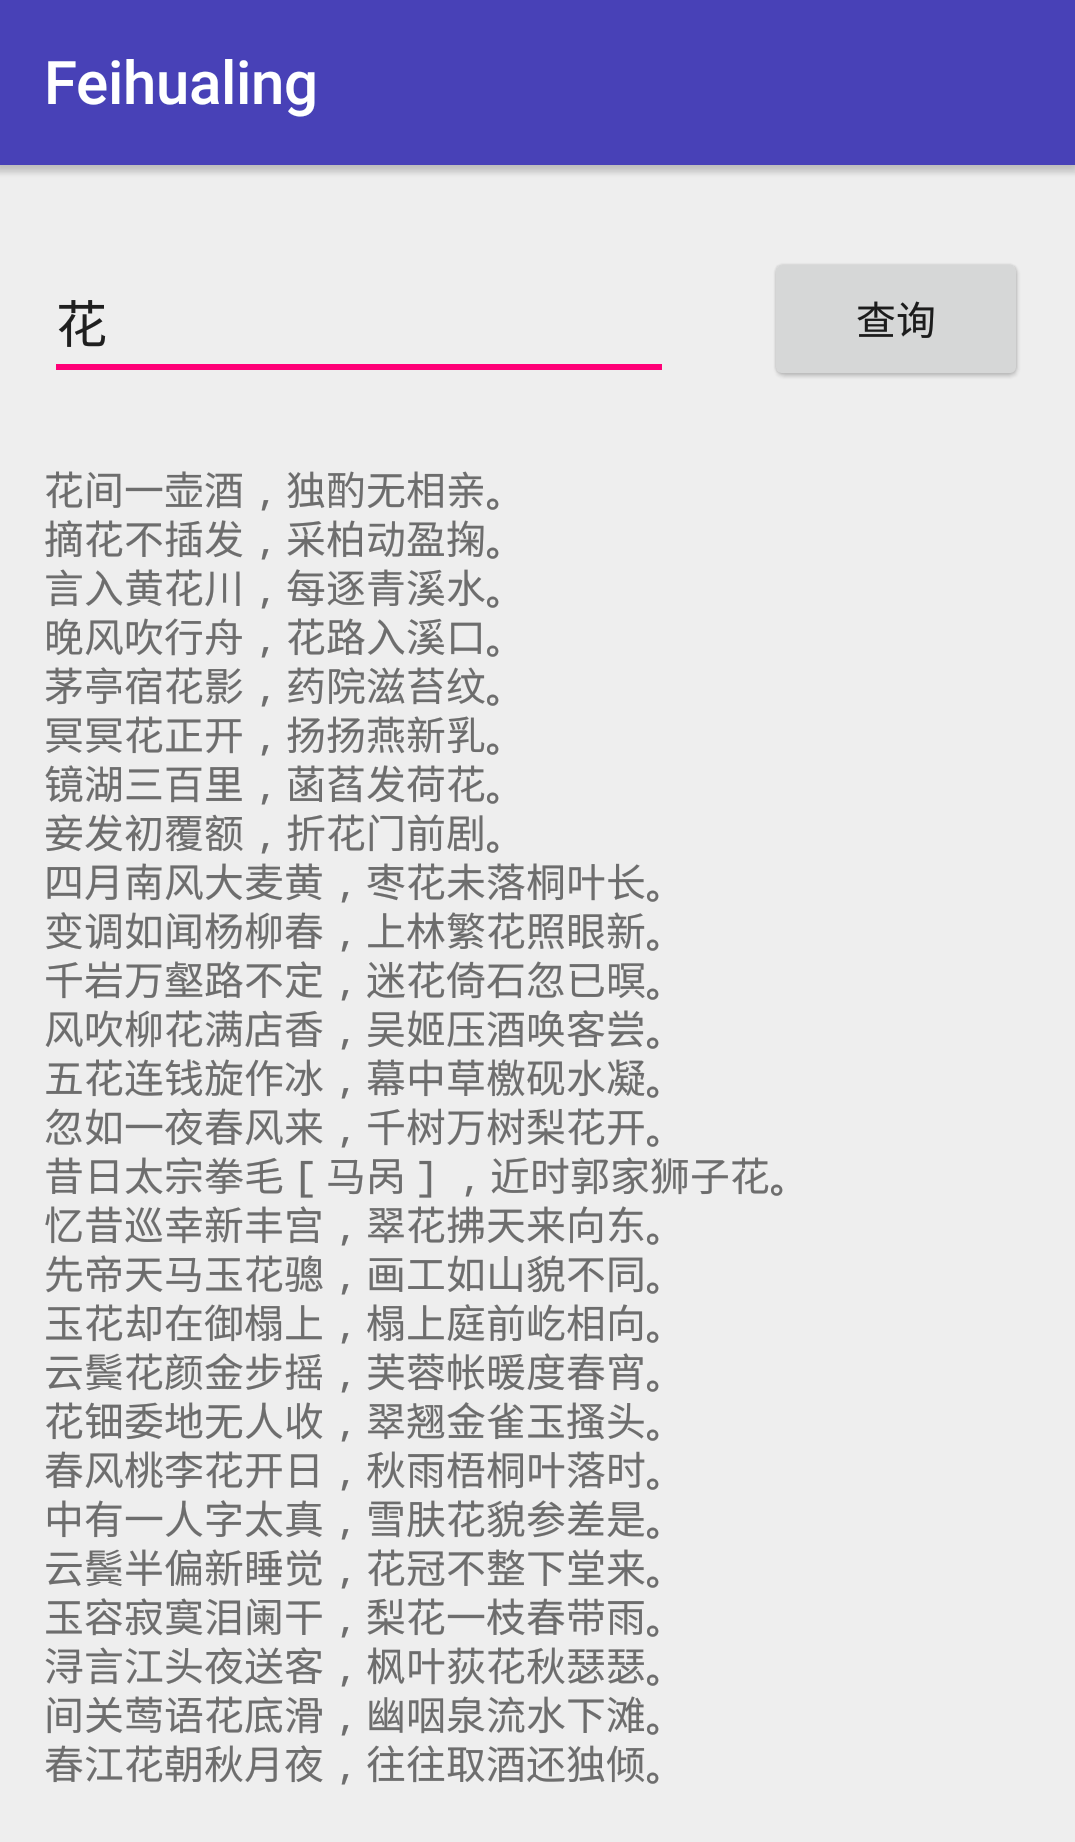 Feihualing
花
查询
花间一壶酒，独酌无相亲。
摘花不插发，采柏动盈掬。
言入黄花川，每逐青溪水。
晚风吹行舟，花路入溪口。
茅亭宿花影，药院滋苔纹。
冥冥花正开，扬扬燕新乳。
镜湖三百里，菡萏发荷花。
妾发初覆额，折花门前剧。
四月南风大麦黄，枣花未落桐叶长。
变调如闻杨柳春，上林繁花照眼新。
千岩万壑路不定，迷花倚石忽已暝。
风吹柳花满店香，吴姬压酒唤客尝。
五花连钱旋作冰，幕中草檄砚水凝。
忽如一夜春风来，千树万树梨花开。
昔日太宗拳毛[马呙]，近时郭家狮子花。
忆昔巡幸新丰宫，翠花拂天来向东。
先帝天马玉花骢，画工如山貌不同。
玉花却在御榻上，榻上庭前屹相向。
云鬓花颜金步摇，芙蓉帐暖度春宵。
花钿委地无人收，翠翘金雀玉搔头。
春风桃李花开日，秋雨梧桐叶落时。
中有一人字太真，雪肤花貌参差是。
云鬓半偏新睡觉，花冠不整下堂来。
玉容寂寞泪阑干，梨花一枝春带雨。
浔言江头夜送客，枫叶荻花秋瑟瑟。
间关莺语花底滑，幽咽泉流水下滩。
春江花朝秋月夜，往往取酒还独倾。